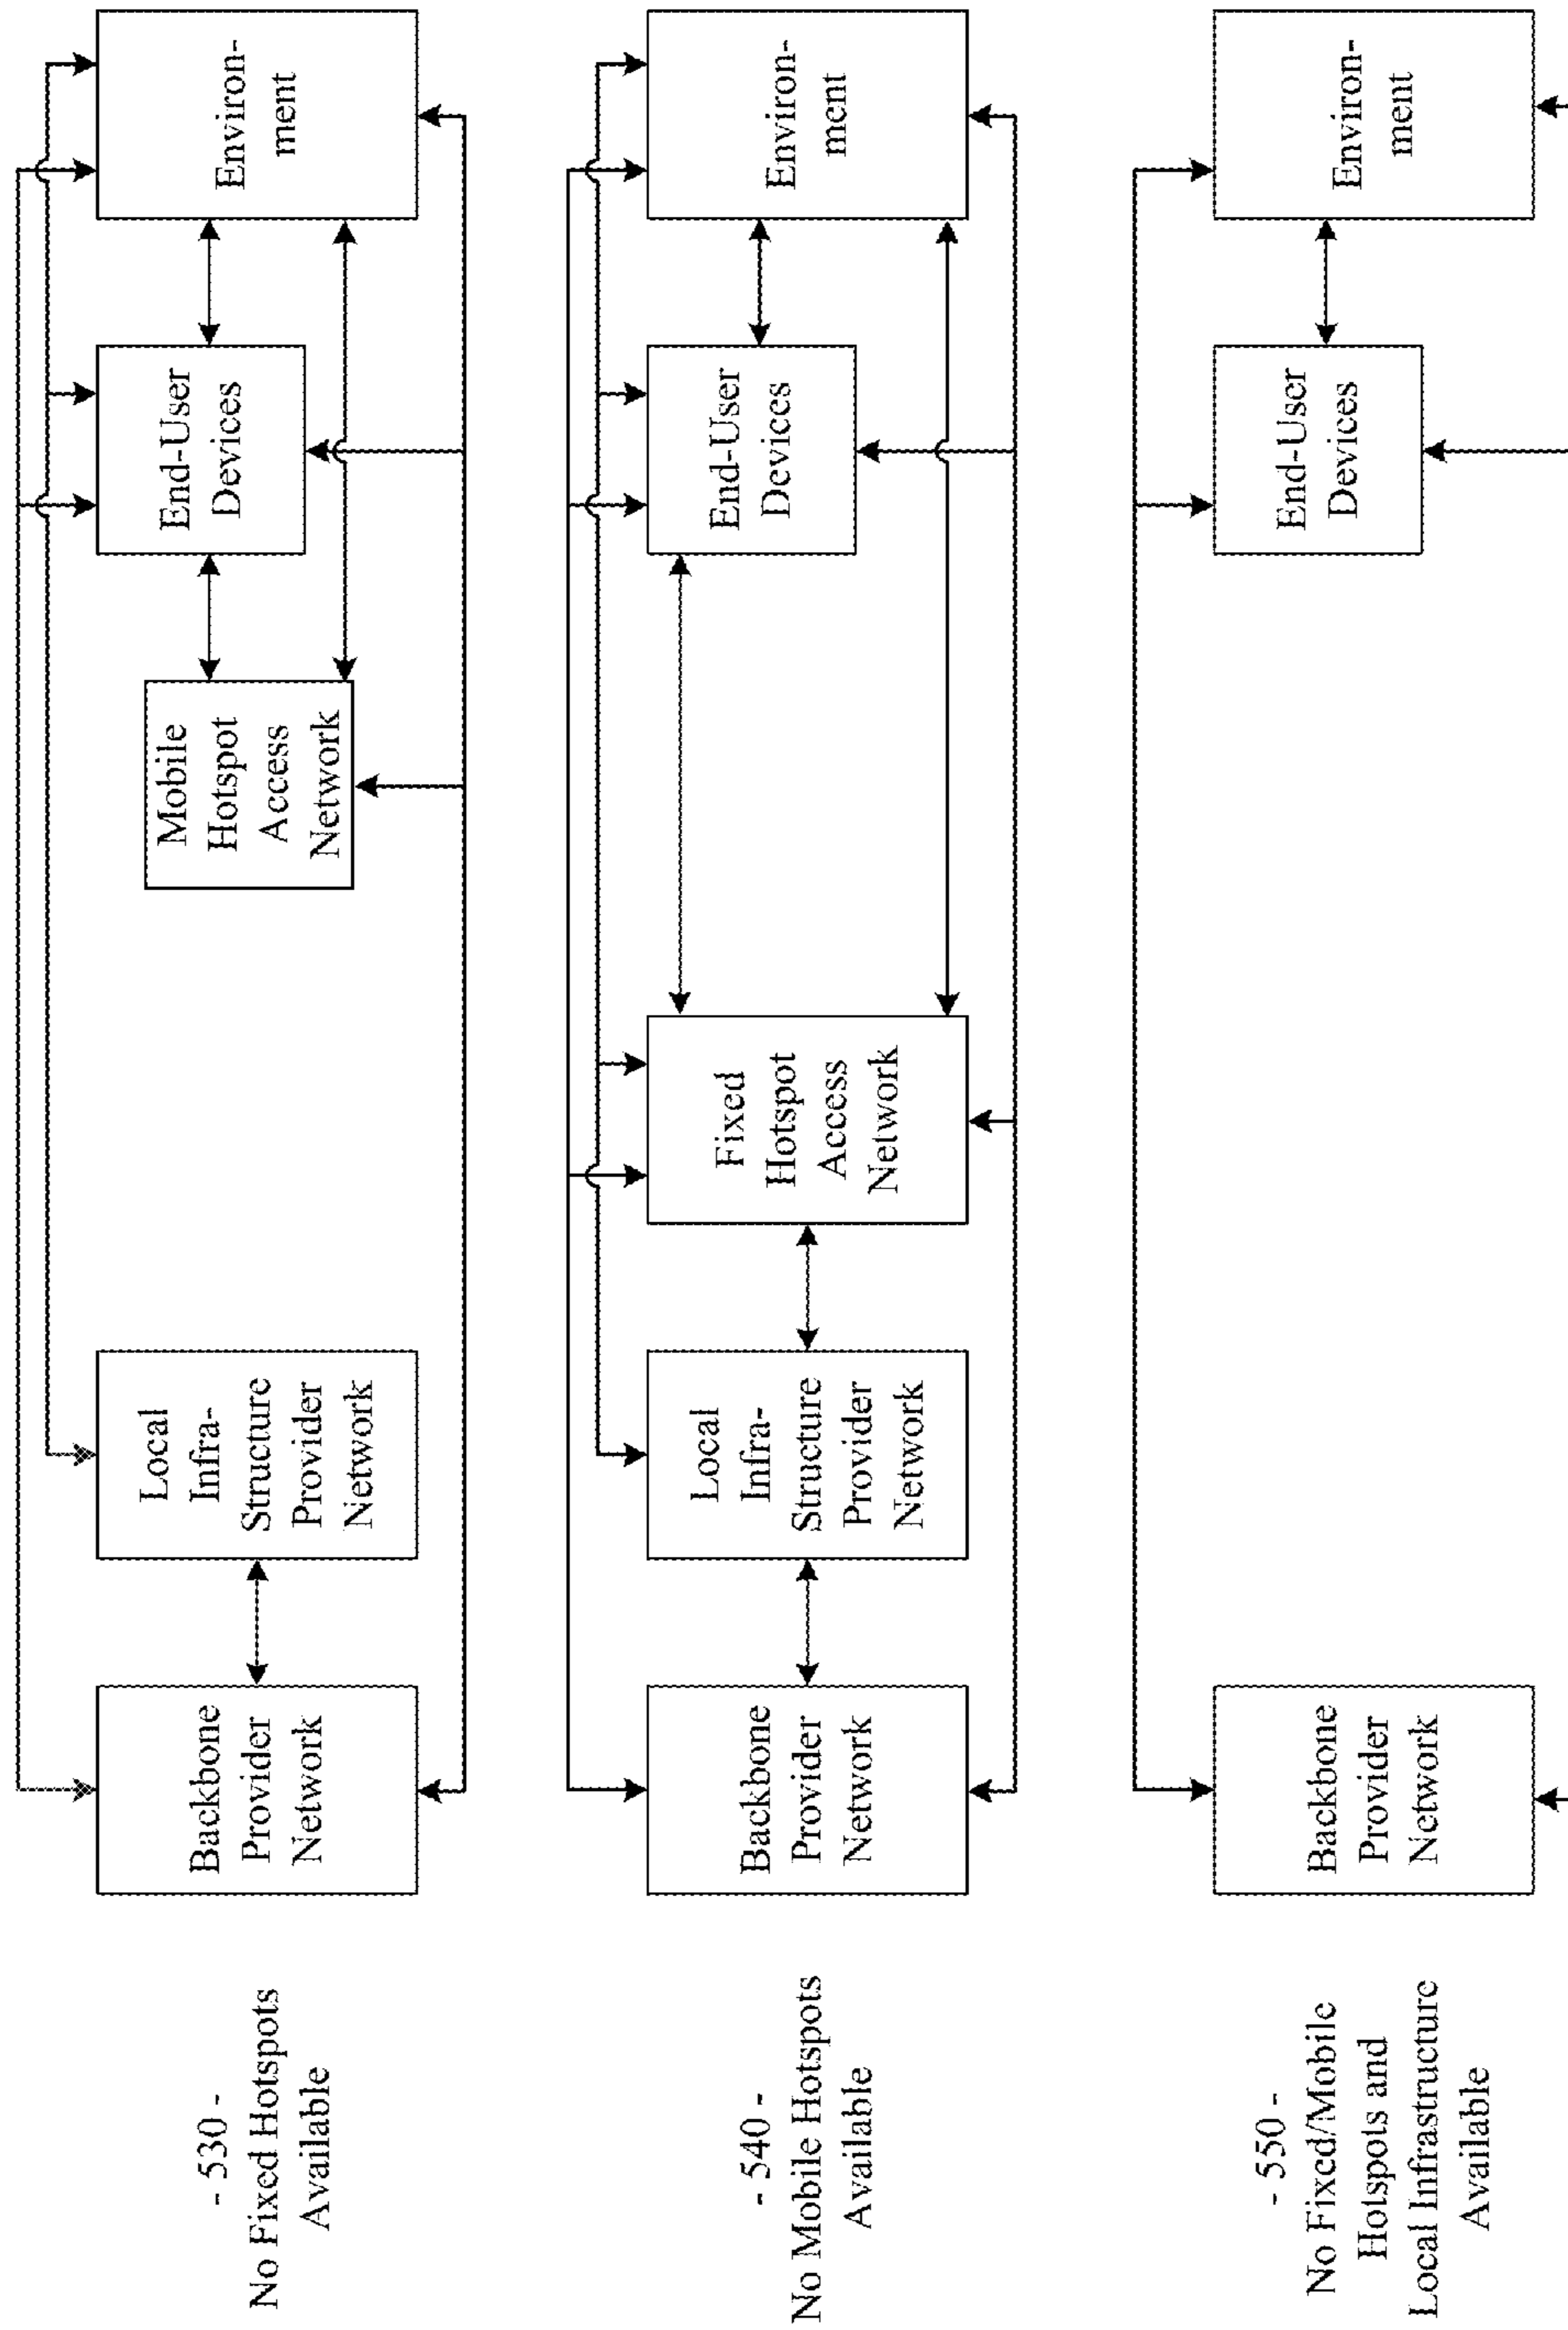 - 530 -
No Fixed Hotspots
Available
Backbone
Provider
Network
Local
Infra-
Structure
Provider
Network
Mobile
Hotspot
Access
Network
End-User
Devices
Environ-
ment
- 540 -
No Mobile Hotspots
Available
Backbone
Provider
Network
Local
Infra-
Structure
Provider
Network
Fixed
Hotspot
Access
Network
End-User
Devices
Environ-
ment
- 550 -
No Fixed/Mobile
Hotspots and
Local Infrastructure
Available
Backbone
Provider
Network
End-User
Devices
Environ-
ment